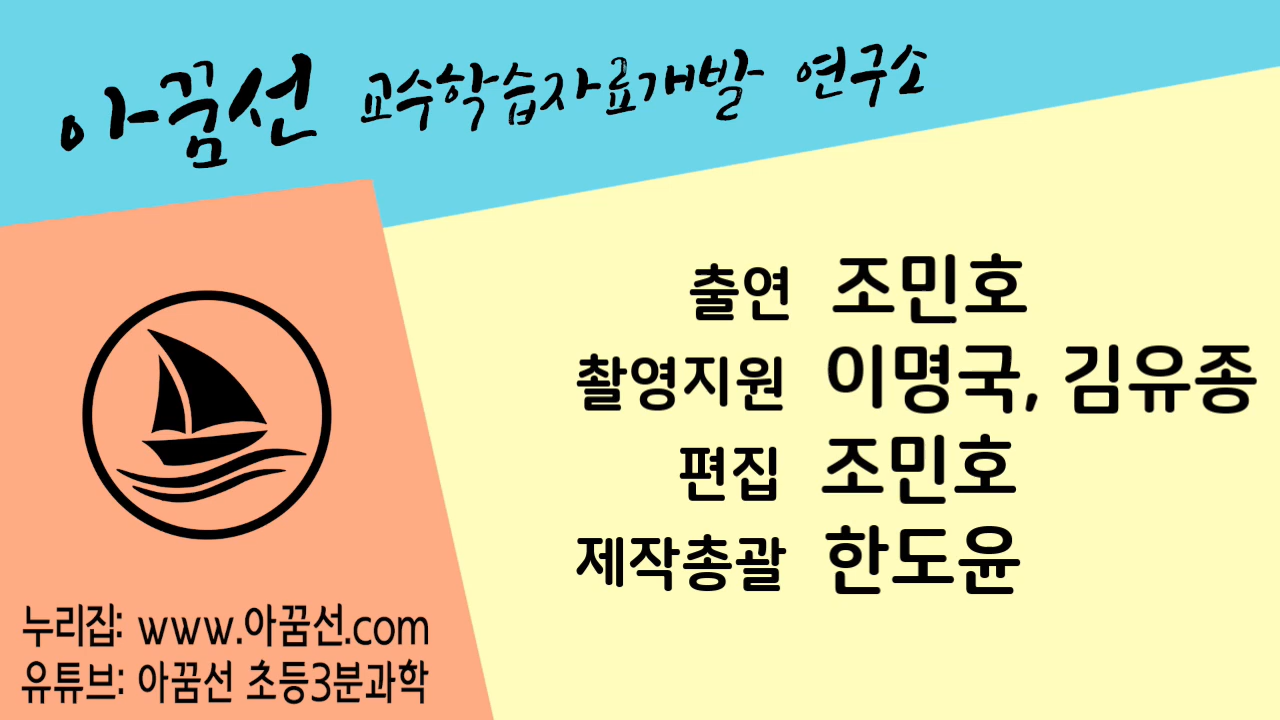 아꿈선 교수학습자료개발 연구소
출연 조민호
촬영지원 이명국, 김유종
편집 조민호
제작총괄 한도윤
누리집: www.아꿈선.com
유튜브: 아꿈선 초등3분과학